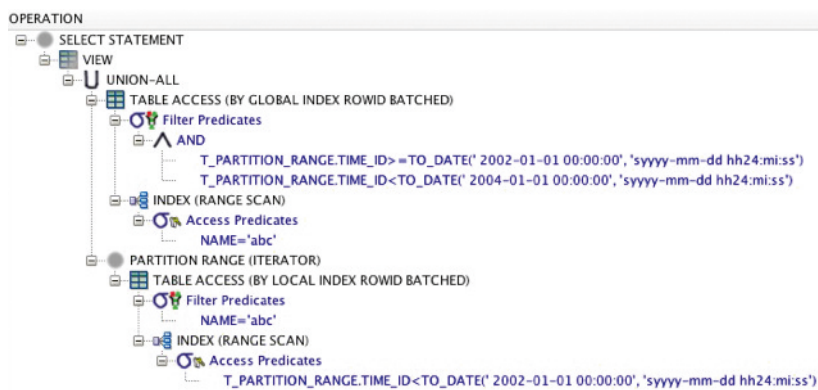 OPERATION
SELECT STATEMENT
VIEW
UNION-ALL
TABLE ACCESS (BY GLOBAL INDEX ROWID BATCHED)
Filter Predicates
AND
T_PARTITION_RANGE.TIME_ID>=TO_DATE(' 2002-01-01 00:00:00', 'syyyy-mm-dd hh24:mi:ss')
T_PARTITION_RANGE.TIME_ID<TO_DATE(' 2004-01-01 00:00:00', 'syyyy-mm-dd hh24:mi:ss')
INDEX (RANGE SCAN)
Access Predicates
NAME='abc'
PARTITION RANGE (ITERATOR)
TABLE ACCESS (BY LOCAL INDEX ROWID BATCHED)
Filter Predicates
NAME='abc'
INDEX (RANGE SCAN)
Access Predicates
T_PARTITION_RANGE.TIME_ID<TO_DATE(' 2002-01-01 00:00:00', 'syyyy-mm-dd hh24:mi:ss')